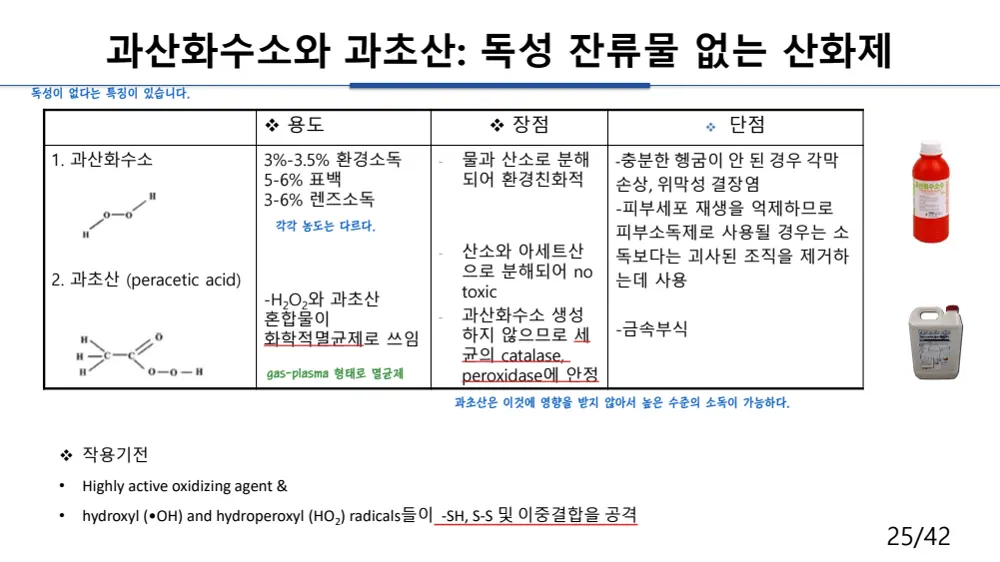 과산화수소와 과초산: 독성 잔류물 없는 산화제
독성이 없다는 특징이 있습니다.
❖ 용도
❖ 장점
❖ 단점
1. 과산화수소
H
O
O
H
3%-3.5% 환경소독
5-6% 표백
3-6% 렌즈소독
각각 농도는 다르다.
- 물과 산소로 분해
되어 환경친화적
-충분한 헹굼이 안 된 경우 각막
손상, 위막성 결장염
-피부세포 재생을 억제하므로
피부소독제로 사용될 경우는 소
독보다는 괴사된 조직을 제거하
는데 사용
2. 과초산 (peracetic acid)
H
O
H C C
H
O O H
-H₂O₂와 과초산
혼합물이
화학적멸균제로 쓰임
gas-plasma 형태로 멸균제
- 산소와 아세트산
으로 분해되어 no
toxic
- 과산화수소 생성
하지 않으므로 세
균의 catalase,
peroxidase에 안정
-금속부식
과초산은 이것에 영향을 받지 않아서 높은 수준의 소독이 가능하다.
❖ 작용기전
• Highly active oxidizing agent &
• hydroxyl (•OH) and hydroperoxyl (HO₂) radicals들이 -SH, S-S 및 이중결합을 공격
25/42